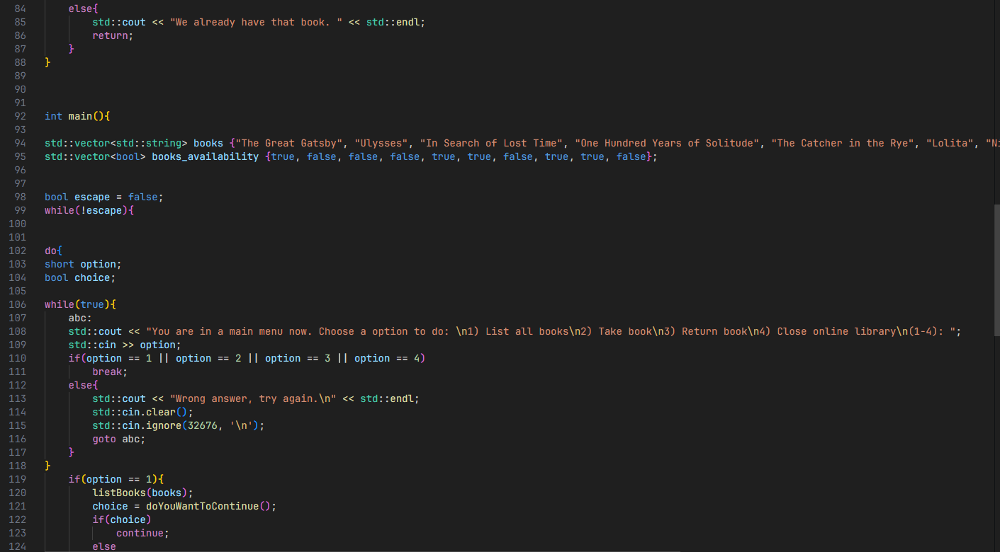 84 else{
85 std::cout << "We already have that book. " << std::endl;
86 return;
87 }
88 }
89
90
91
92 int main(){
93
94 std::vector<std::string> books {"The Great Gatsby", "Ulysses", "In Search of Lost Time", "One Hundred Years of Solitude", "The Catcher in the Rye", "Lolita", "Ni
95 std::vector<bool> books_availability {true, false, false, false, true, true, false, true, true, false};
96
97
98 bool escape = false;
99 while(!escape){
100
101
102 do{
103 short option;
104 bool choice;
105
106 while(true){
107 abc:
108 std::cout << "You are in a main menu now. Choose a option to do: \n1) List all books\n2) Take book\n3) Return book\n4) Close online library\n(1-4): ";
109 std::cin >> option;
110 if(option == 1 || option == 2 || option == 3 || option == 4)
111 break;
112 else{
113 std::cout << "Wrong answer, try again.\n" << std::endl;
114 std::cin.clear();
115 std::cin.ignore(32676, '\n');
116 goto abc;
117 }
118 }
119 if(option == 1){
120 listBooks(books);
121 choice = doYouWantToContinue();
122 if(choice)
123 continue;
124 else